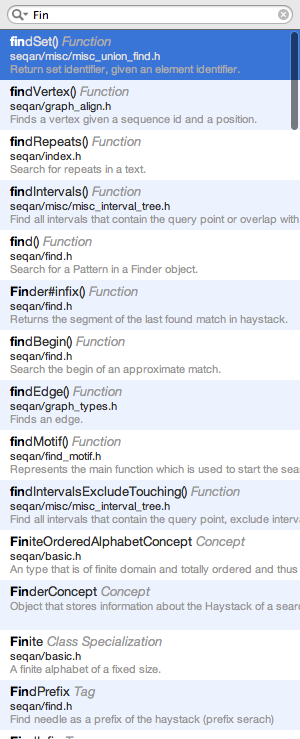 Fin
findSet() Function
seqan/misc/misc_union_find.h
Return set identifier, given an element identifier.
findVertex() Function
seqan/graph_align.h
Finds a vertex given a sequence id and a position.
findRepeats() Function
seqan/index.h
Search for repeats in a text.
findIntervals() Function
seqan/misc/misc_interval_tree.h
Find all intervals that contain the query point or overlap with
find() Function
seqan/find.h
Search for a Pattern in a Finder object.
Finder#infix() Function
seqan/find.h
Returns the segment of the last found match in haystack.
findBegin() Function
seqan/find.h
Search the begin of an approximate match.
findEdge() Function
seqan/graph_types.h
Finds an edge.
findMotif() Function
seqan/find_motif.h
Represents the main function which is used to start the sea
findIntervalsExcludeTouching() Function
seqan/misc/misc_interval_tree.h
Find all intervals that contain the query point, exclude interv
FiniteOrderedAlphabetConcept Concept
seqan/basic.h
An type that is of finite domain and totally ordered and thus
FinderConcept Concept
Object that stores information about the Haystack of a sear
Finite Class Specialization
seqan/basic.h
A finite alphabet of a fixed size.
FindPrefix Tag
seqan/find.h
Find needle as a prefix of the haystack (prefix serach)